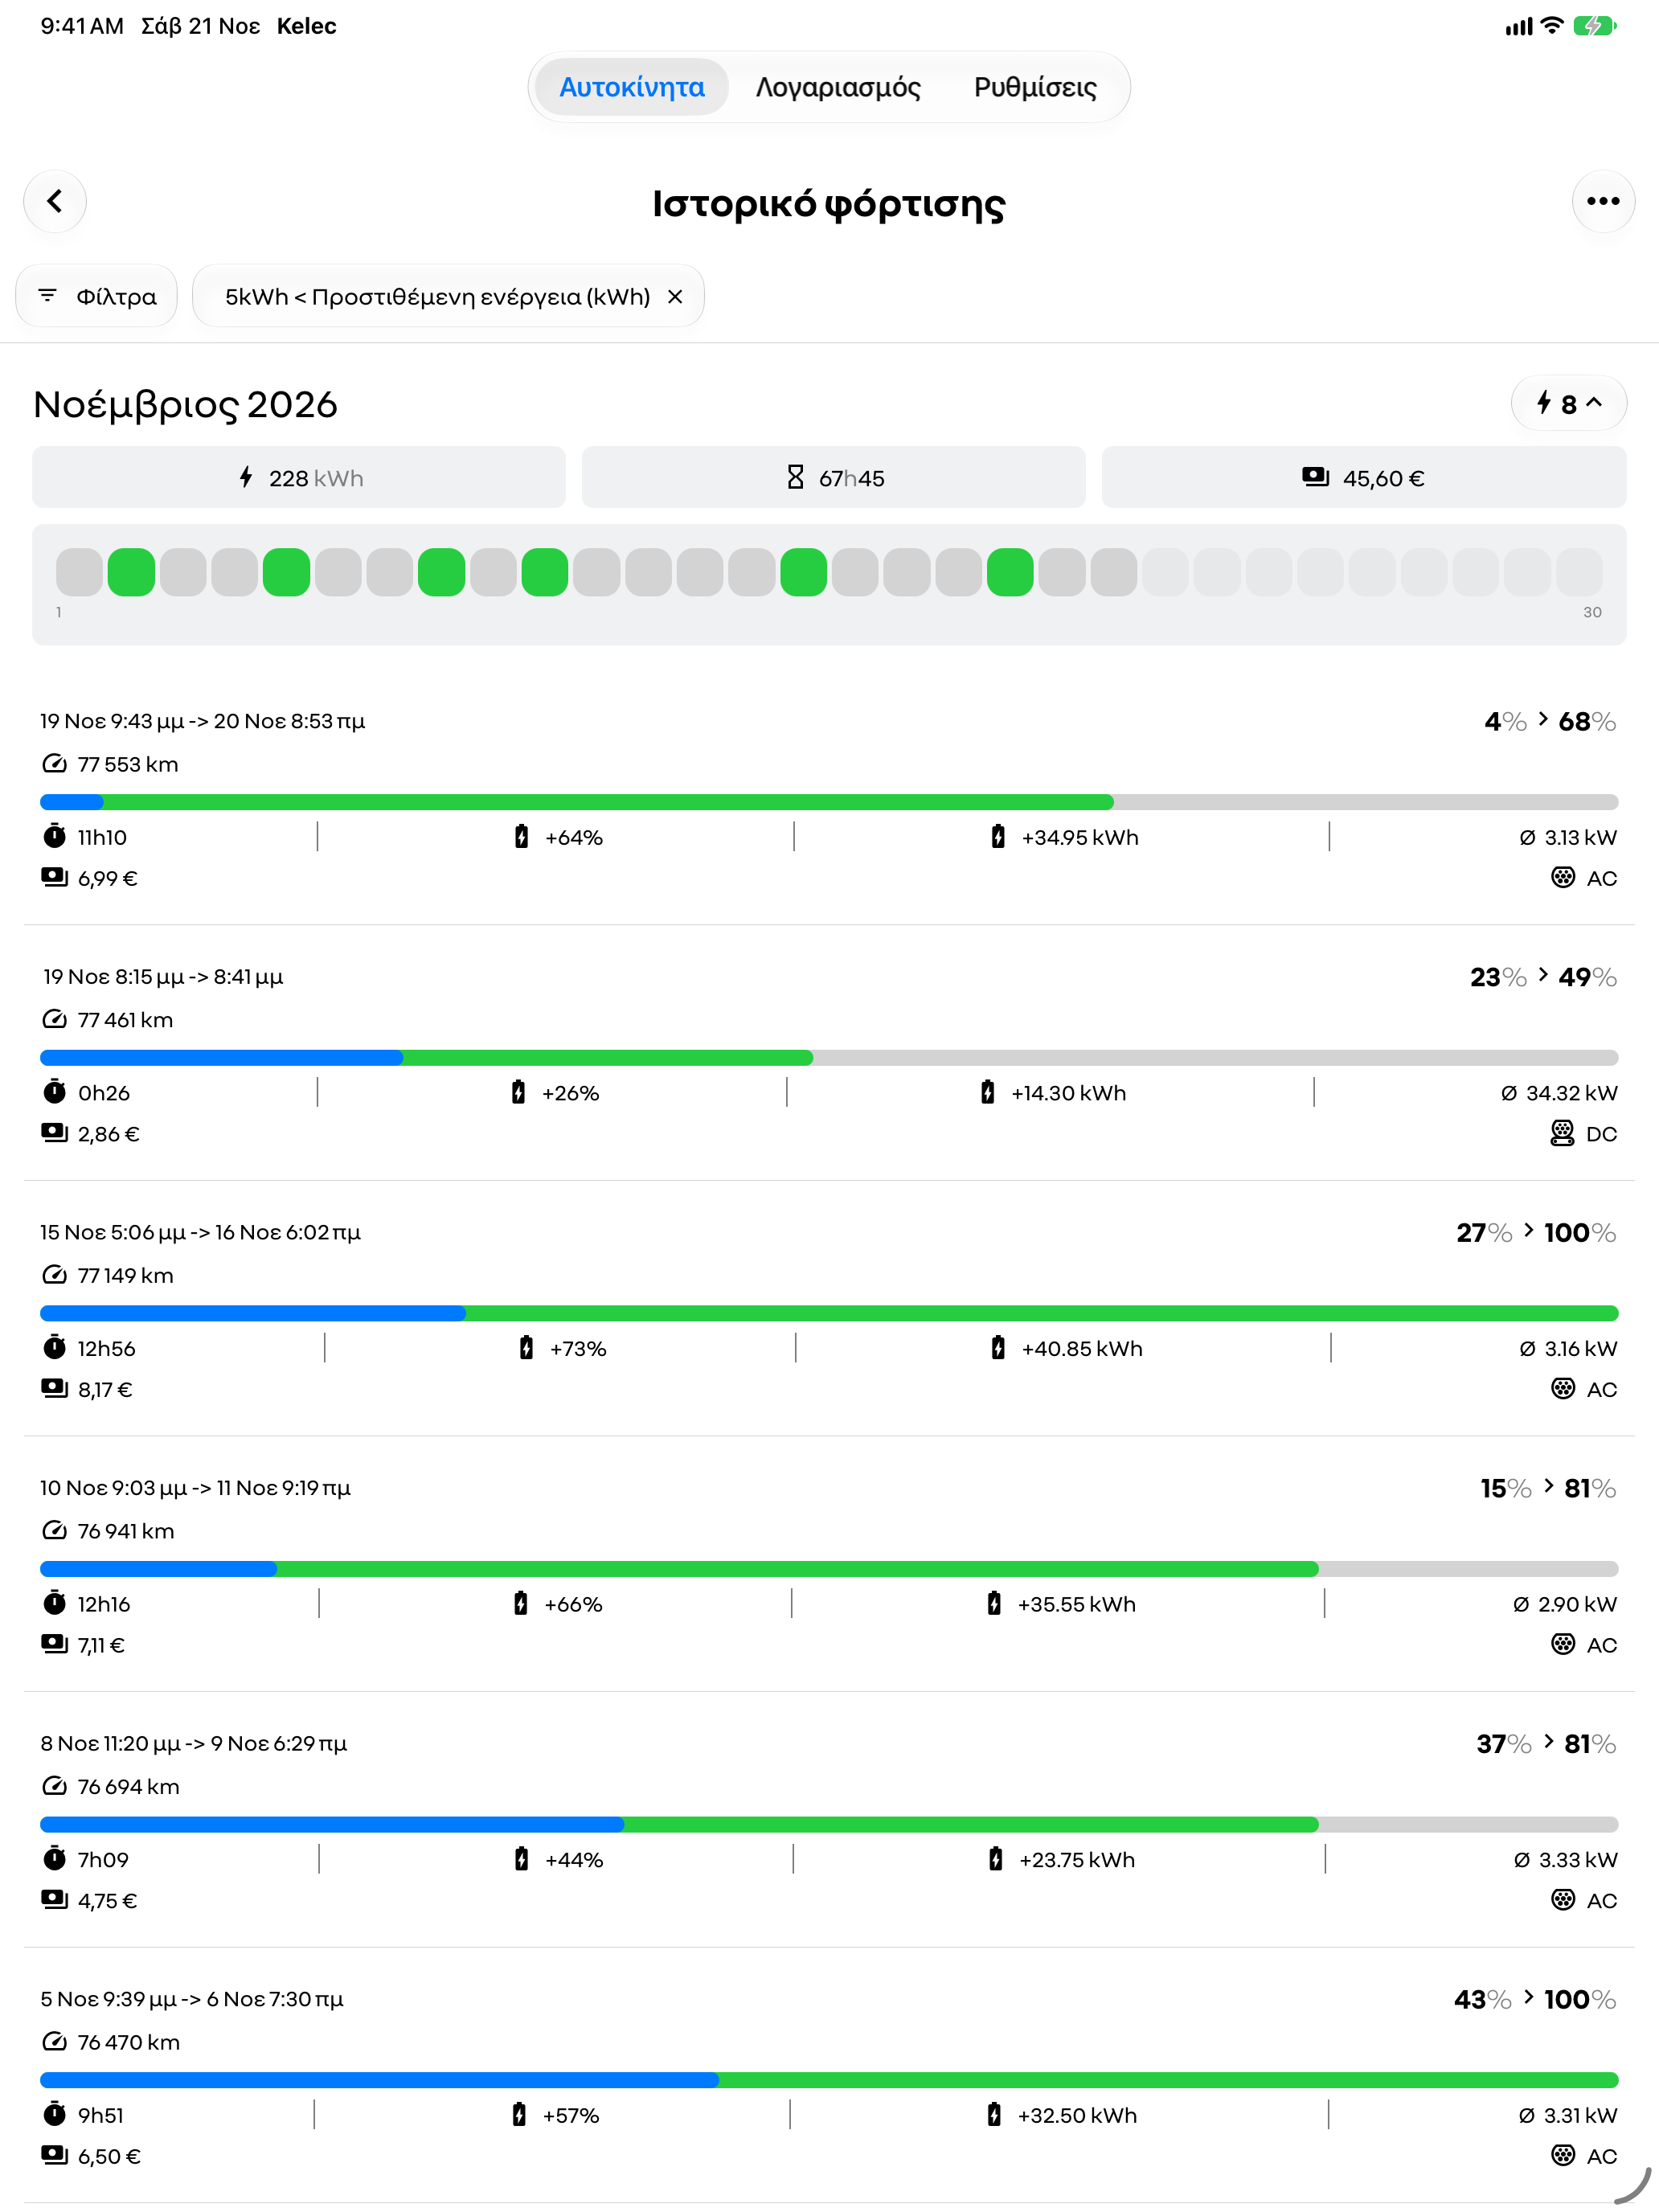 9:41 AM Σάβ 21 Νοε Kelec
Αυτοκίνητα Λογαριασμός Ρυθμίσεις
Ιστορικό φόρτισης
Φίλτρα 5kWh < Προστιθέμενη ενέργεια (kWh)
Νοέμβριος 2026 8
228 kWh 67h45 45,60 €
1 30
19 Νοε 9:43 μμ -> 20 Νοε 8:53 πμ 4% > 68%
77 553 km
11h10 +64% +34.95 kWh Ø 3.13 kW
6,99 € AC
19 Νοε 8:15 μμ -> 8:41 μμ 23% > 49%
77 461 km
0h26 +26% +14.30 kWh Ø 34.32 kW
2,86 € DC
15 Νοε 5:06 μμ -> 16 Νοε 6:02 πμ 27% > 100%
77 149 km
12h56 +73% +40.85 kWh Ø 3.16 kW
8,17 € AC
10 Νοε 9:03 μμ -> 11 Νοε 9:19 πμ 15% > 81%
76 941 km
12h16 +66% +35.55 kWh Ø 2.90 kW
7,11 € AC
8 Νοε 11:20 μμ -> 9 Νοε 6:29 πμ 37% > 81%
76 694 km
7h09 +44% +23.75 kWh Ø 3.33 kW
4,75 € AC
5 Νοε 9:39 μμ -> 6 Νοε 7:30 πμ 43% > 100%
76 470 km
9h51 +57% +32.50 kWh Ø 3.31 kW
6,50 € AC